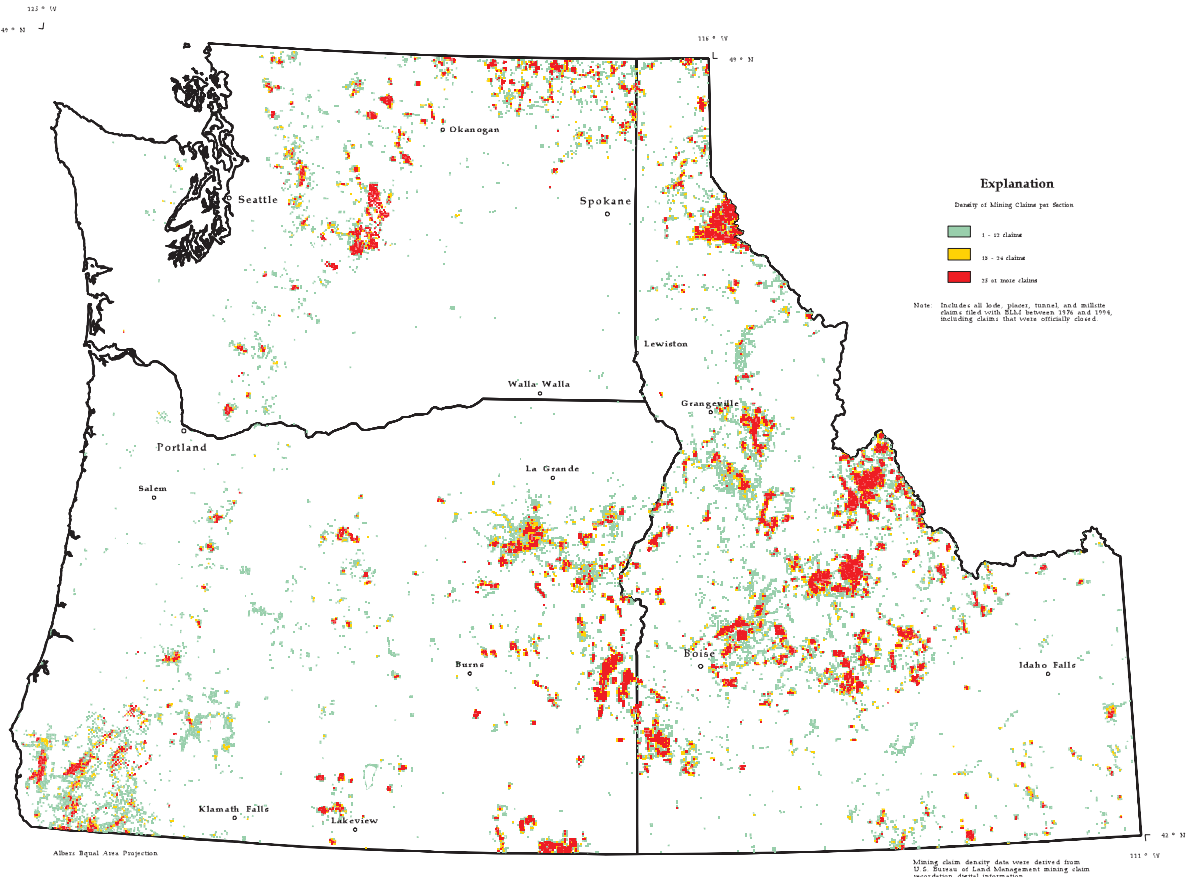 125° W
49° N
116° W
49° N
Okanogan
Seattle
Spokane
Explanation
Density of Mining Claims per Section
1 - 12 claims
13 - 24 claims
25 or more claims
Note: Includes all lode, placer, tunnel, and millsite
claims filed with BLM between 1976 and 1994,
including claims that were officially closed.
Lewiston
Walla Walla
Grangeville
Portland
La Grande
Salem
Boise
Burns
Idaho Falls
Klamath Falls
Lakeview
42° N
111° W
Albers Equal Area Projection
Mining claim density data were derived from
U.S. Bureau of Land Management mining claim
recordation digital information